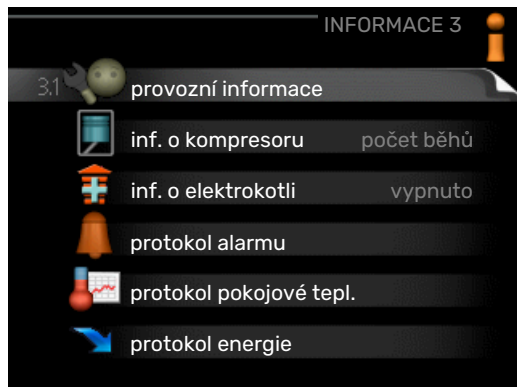 INFORMACE 3
3.1 provozní informace
inf. o kompresoru počet běhů
inf. o elektrokotli vypnuto
protokol alarmu
protokol pokojové tepl.
protokol energie